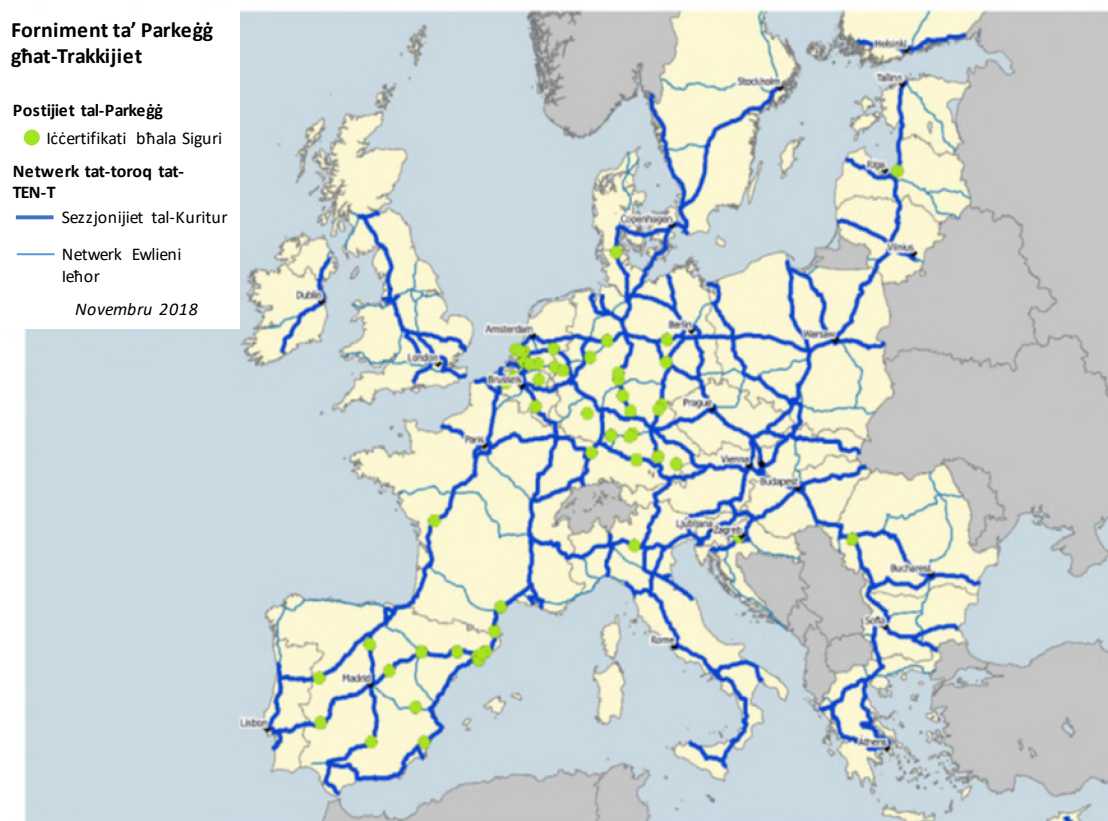 Forniment ta’ Parkeġġ
għat-Trakkijiet
Postijiet tal-Parkeġġ
Iċċertifikati bħala Siguri
Netwerk tat-toroq tat-
TEN-T
Sezzjonijiet tal-Kuritur
Netwerk Ewlieni
ieħor
Novembru 2018
Helsinki
Stockholm
Tallinn
Riga
Copenhagen
Vilnius
Dublin
Amsterdam
Berlin
Warsaw
London
Brussels
Prague
Paris
Vienna
Budapest
Ljubljana
Zagreb
Bucharest
Sofia
Rome
Madrid
Lisbon
Athens